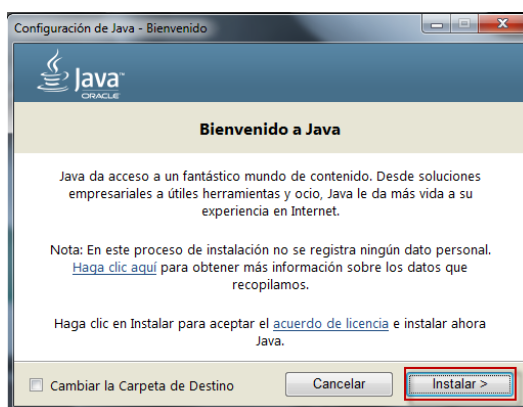 Configuración de Java - Bienvenido
Java
ORACLE
Bienvenido a Java
Java da acceso a un fantástico mundo de contenido. Desde soluciones
empresariales a útiles herramientas y ocio, Java le da más vida a su
experiencia en Internet.
Nota: En este proceso de instalación no se registra ningún dato personal.
Haga clic aquí para obtener más información sobre los datos que
recopilamos.
Haga clic en Instalar para aceptar el acuerdo de licencia e instalar ahora
Java.
Cambiar la Carpeta de Destino
Cancelar
Instalar >